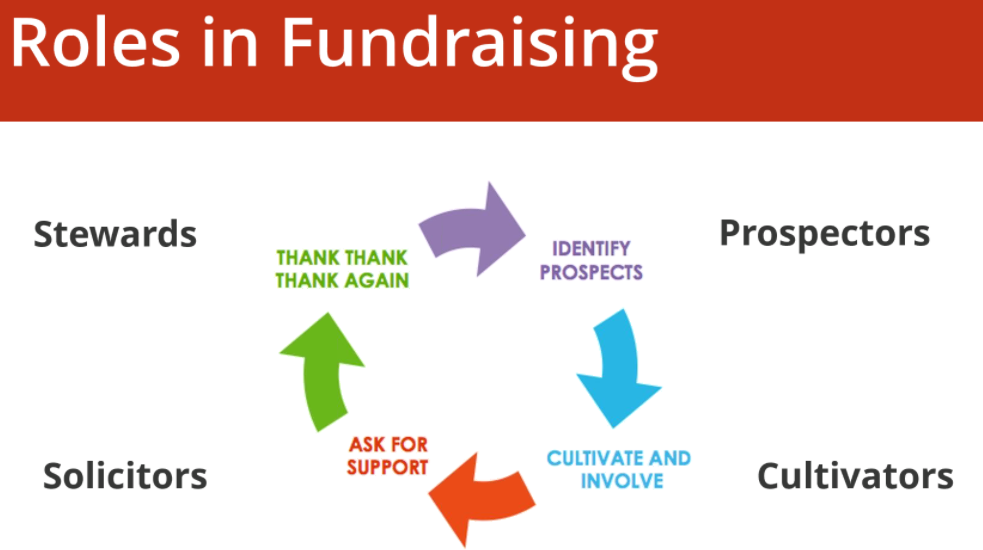 Roles in Fundraising
Stewards
THANK THANK
THANK AGAIN
IDENTIFY
PROSPECTS
Prospectors
Solicitors
ASK FOR
SUPPORT
CULTIVATE AND
INVOLVE
Cultivators